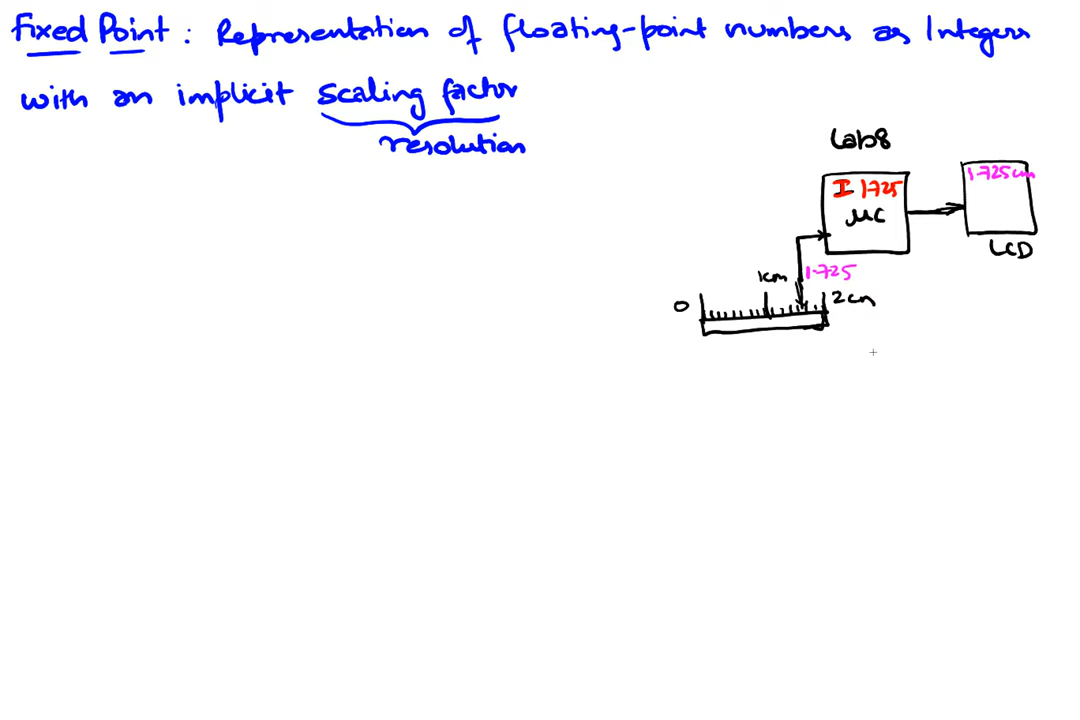 Fixed Point : Representation of floating-point numbers as Integers
with an implicit scaling factor
resolution
Lab8
I 1725
μC
1.725cm
LCD
1.725
1cm
0
2cm